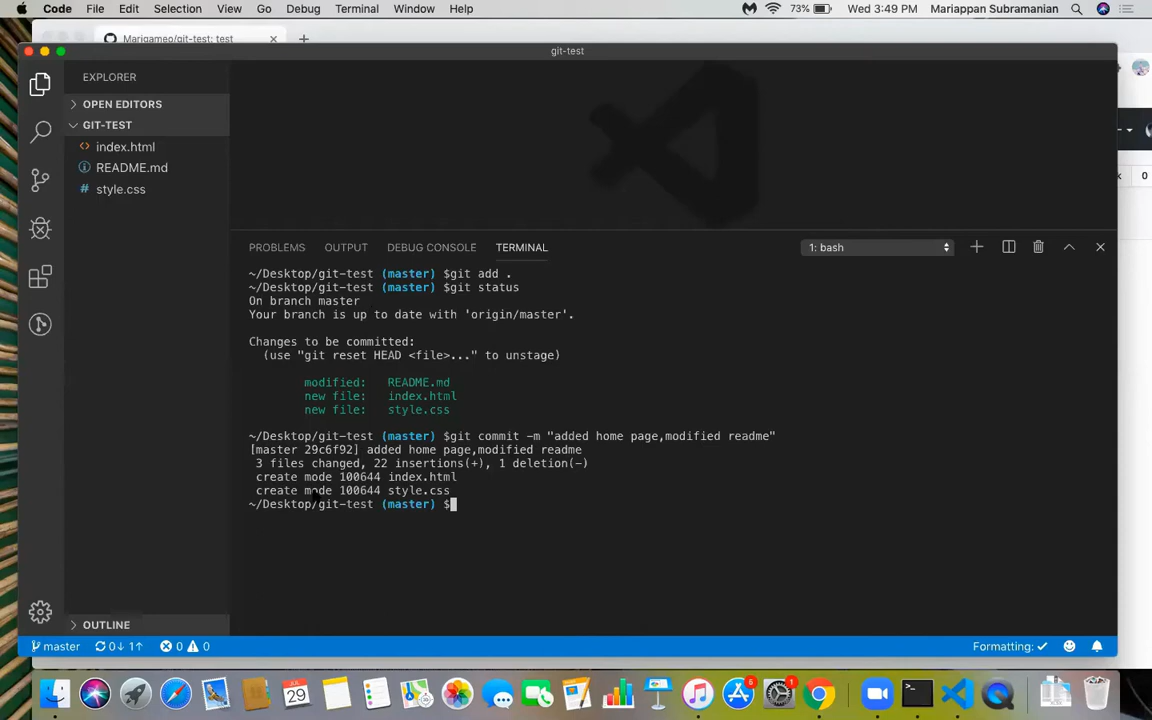 Code File Edit Selection View Go Debug Terminal Window Help 73% Wed 3:49 PM Mariappan Subramanian
Marigameo/git-test: test
git-test
EXPLORER
OPEN EDITORS
GIT-TEST
index.html
README.md
style.css
0
PROBLEMS OUTPUT DEBUG CONSOLE TERMINAL 1: bash
~/Desktop/git-test (master) $git add .
~/Desktop/git-test (master) $git status
On branch master
Your branch is up to date with 'origin/master'.
Changes to be committed:
(use "git reset HEAD <file>..." to unstage)
modified: README.md
new file: index.html
new file: style.css
~/Desktop/git-test (master) $git commit -m "added home page,modified readme"
[master 29c6f92] added home page,modified readme
3 files changed, 22 insertions(+), 1 deletion(-)
create mode 100644 index.html
create mode 100644 style.css
~/Desktop/git-test (master) $
OUTLINE
master 0↓ 1↑ 0 0 Formatting: ✓
29 6 1